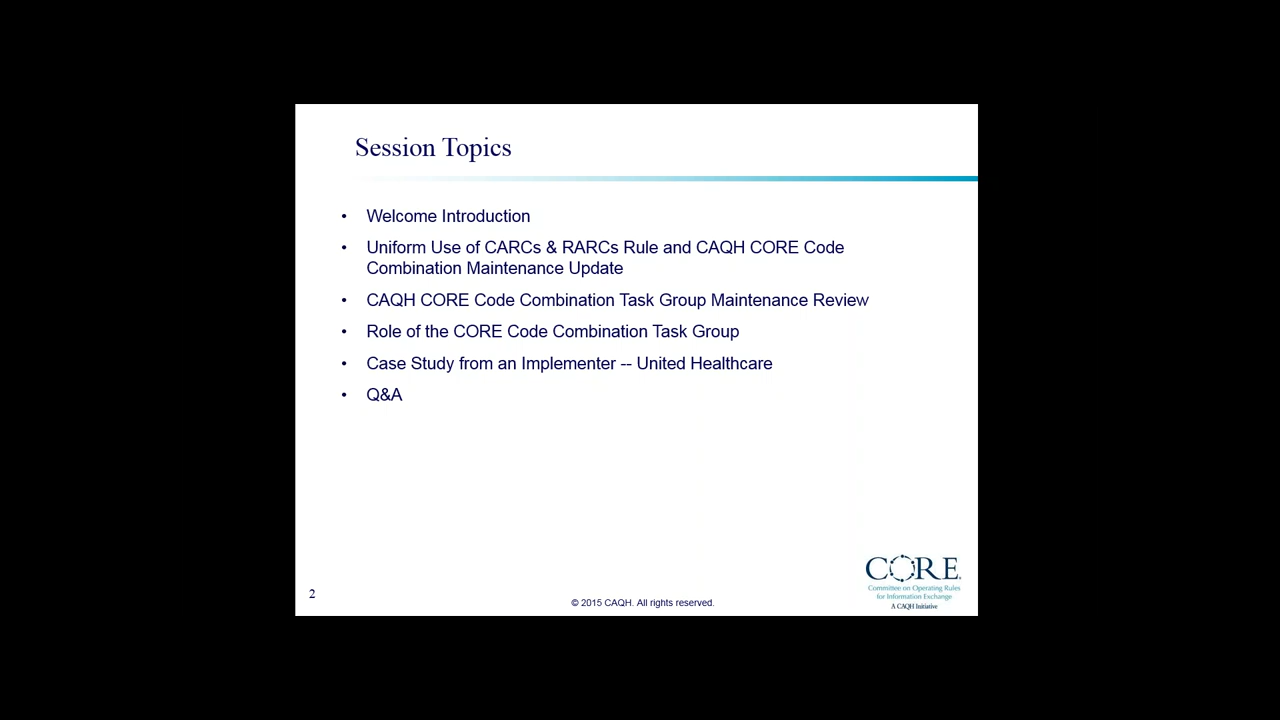 Session Topics
• Welcome Introduction
• Uniform Use of CARCs & RARCs Rule and CAQH CORE Code
Combination Maintenance Update
• CAQH CORE Code Combination Task Group Maintenance Review
• Role of the CORE Code Combination Task Group
• Case Study from an Implementer -- United Healthcare
• Q&A
CORE®
Committee on Operating Rules
for Information Exchange
A CAQH Initiative
2
© 2015 CAQH. All rights reserved.